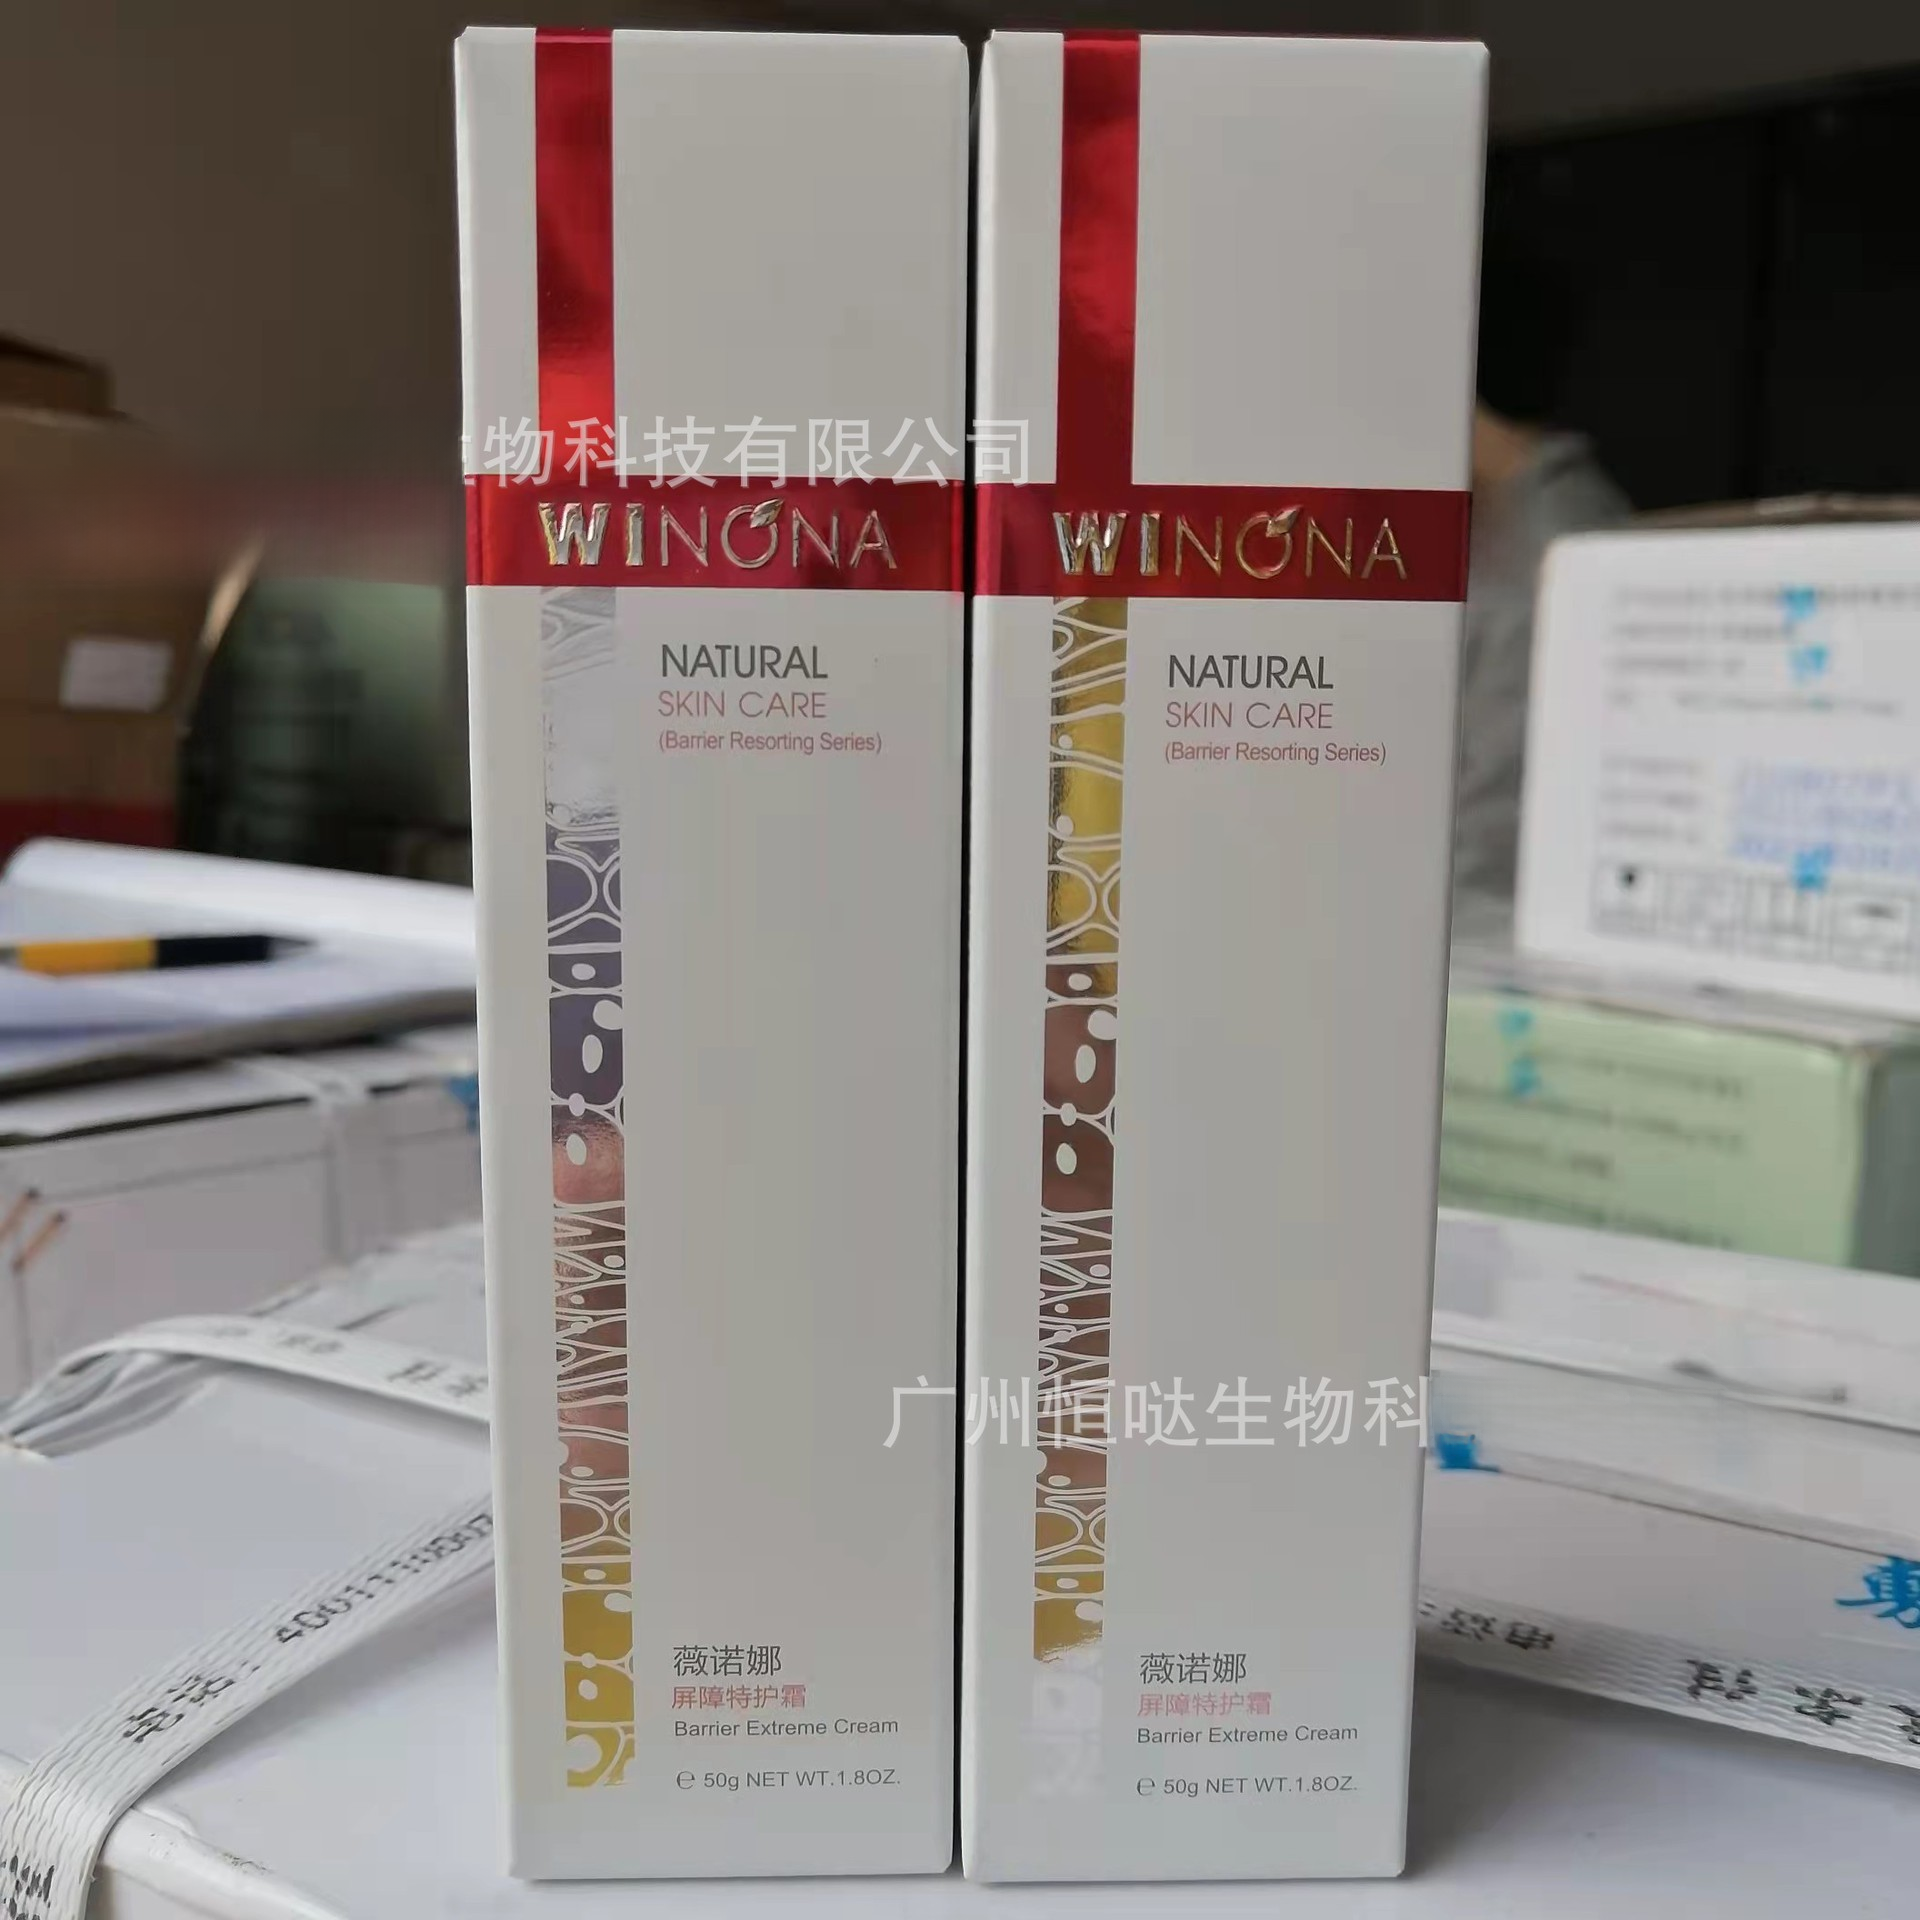 物科技有限公司
WINONA
NATURAL
SKIN CARE
(Barrier Resorting Series)
薇诺娜
屏障特护霜
Barrier Extreme Cream
℮ 50g NET WT.1.8OZ.
WINONA
NATURAL
SKIN CARE
(Barrier Resorting Series)
广州恒哒生物科
薇诺娜
屏障特护霜
Barrier Extreme Cream
℮ 50g NET WT.1.8OZ.